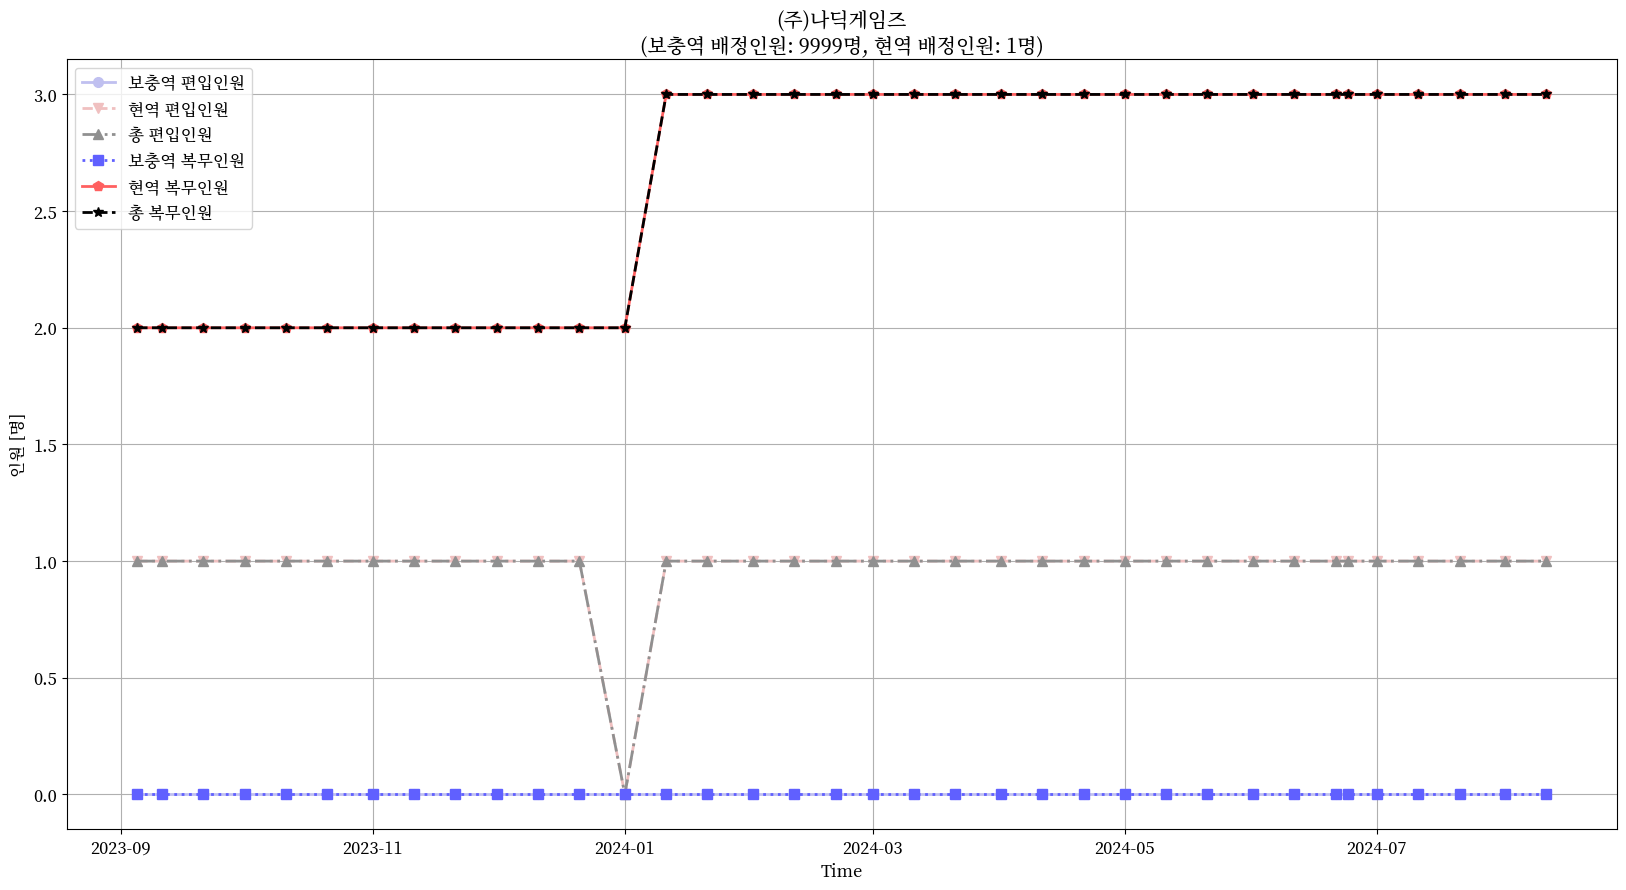 (주)나딕게임즈
(보충역 배정인원: 9999명, 현역 배정인원: 1명)
보충역 편입인원
현역 편입인원
총 편입인원
보충역 복무인원
현역 복무인원
총 복무인원
3.0
2.5
2.0
1.5
1.0
0.5
0.0
인원 [명]
2023-09
2023-11
2024-01
2024-03
2024-05
2024-07
Time